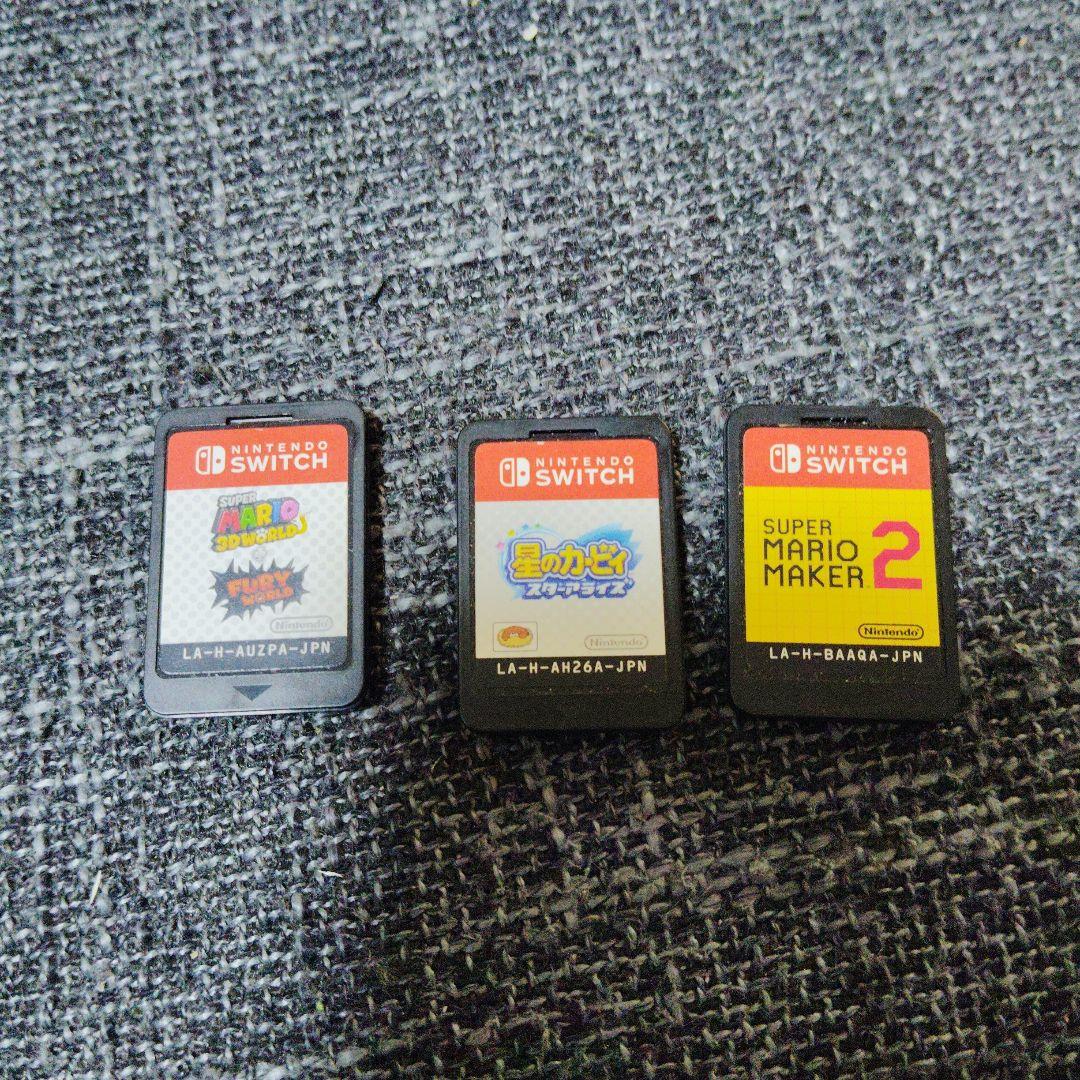 NINTENDO
SWITCH
SUPER
MARIO
3D WORLD
FURY
WORLD
Nintendo
LA-H-AUZPA-JPN
NINTENDO
SWITCH
星のカービィ
スターアライズ
Nintendo
LA-H-AH26A-JPN
NINTENDO
SWITCH
SUPER
MARIO
MAKER 2
Nintendo
LA-H-BAAQA-JPN